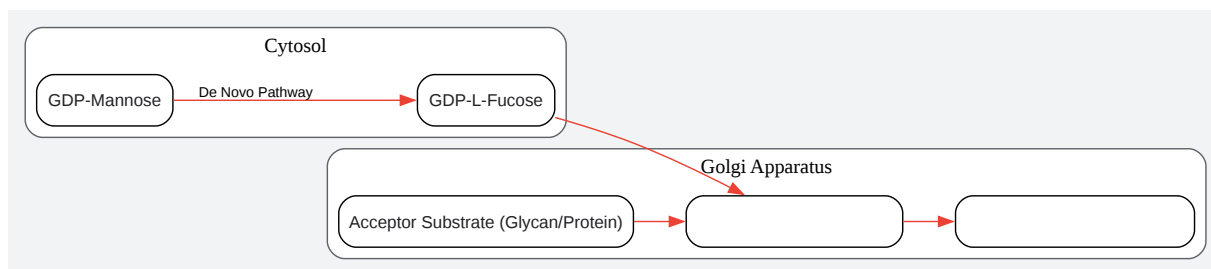 Cytosol
GDP-Mannose
De Novo Pathway
GDP-L-Fucose
Golgi Apparatus
Acceptor Substrate (Glycan/Protein)